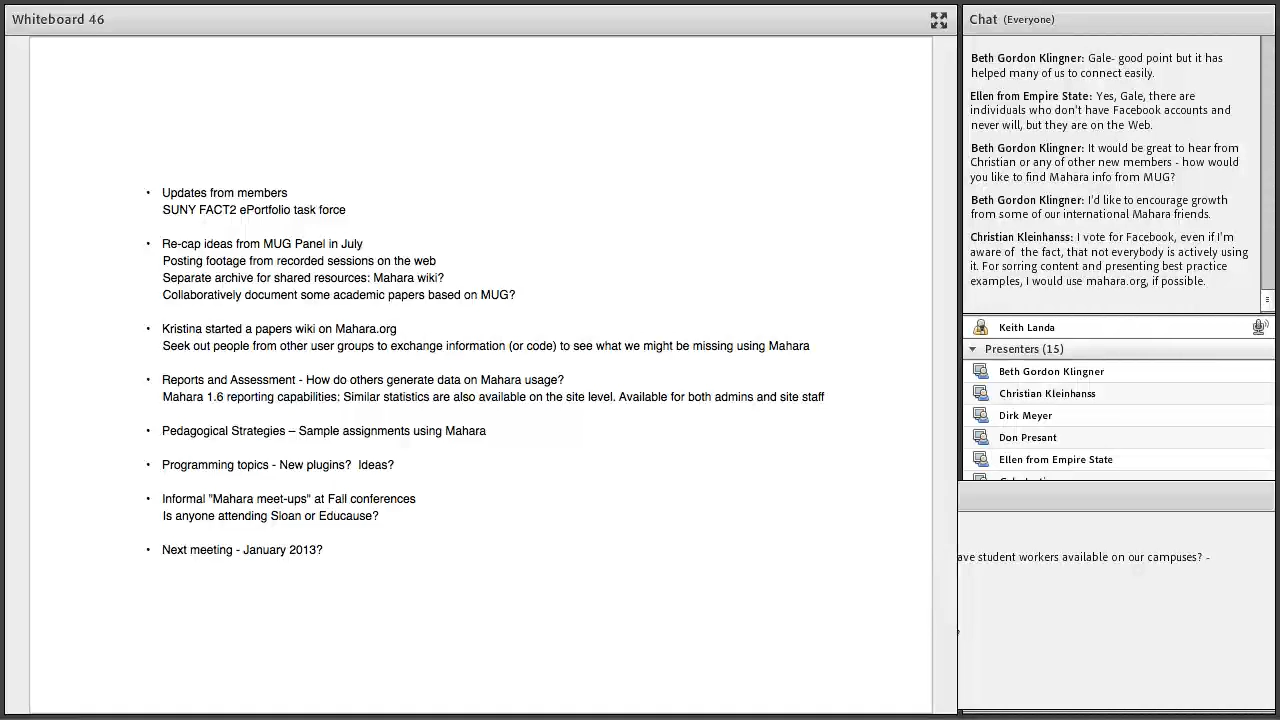 Whiteboard 46
• Updates from members
SUNY FACT2 ePortfolio task force
• Re-cap ideas from MUG Panel in July
Posting footage from recorded sessions on the web
Separate archive for shared resources: Mahara wiki?
Collaboratively document some academic papers based on MUG?
• Kristina started a papers wiki on Mahara.org
Seek out people from other user groups to exchange information (or code) to see what we might be missing using Mahara
• Reports and Assessment - How do others generate data on Mahara usage?
Mahara 1.6 reporting capabilities: Similar statistics are also available on the site level. Available for both admins and site staff
• Pedagogical Strategies – Sample assignments using Mahara
• Programming topics - New plugins? Ideas?
• Informal "Mahara meet-ups" at Fall conferences
Is anyone attending Sloan or Educause?
• Next meeting - January 2013?
Chat (Everyone)
Beth Gordon Klingner: Gale- good point but it has
helped many of us to connect easily.
Ellen from Empire State: Yes, Gale, there are
individuals who don't have Facebook accounts and
never will, but they are on the Web.
Beth Gordon Klingner: It would be great to hear from
Christian or any of other new members - how would
you like to find Mahara info from MUG?
Beth Gordon Klingner: I'd like to encourage growth
from some of our international Mahara friends.
Christian Kleinhanss: I vote for Facebook, even if I'm
aware of the fact, that not everybody is actively using
it. For sorring content and presenting best practice
examples, I would use mahara.org, if possible.
Keith Landa
Presenters (15)
Beth Gordon Klingner
Christian Kleinhanss
Dirk Meyer
Don Presant
Ellen from Empire State
ave student workers available on our campuses? -